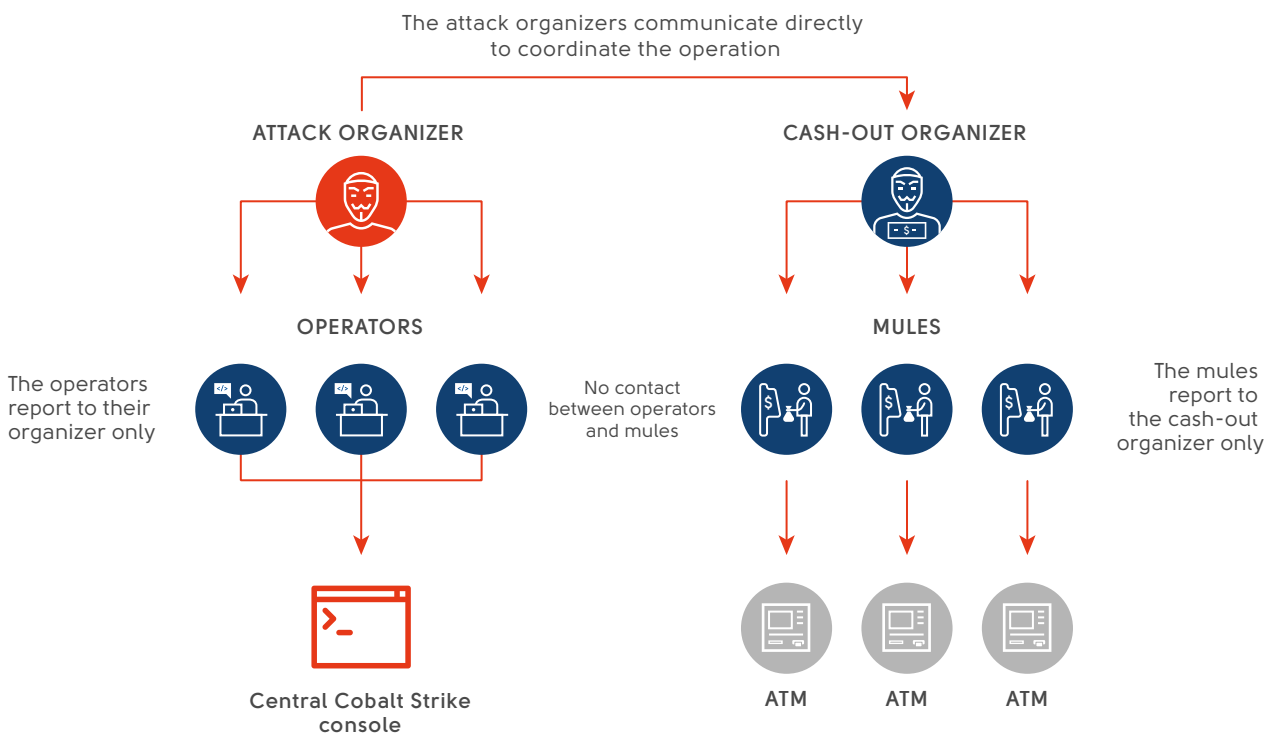 The attack organizers communicate directly
to coordinate the operation
ATTACK ORGANIZER
CASH-OUT ORGANIZER
- $ -
OPERATORS
MULES
The operators
report to their
organizer only
</>
</>
</>
No contact
between operators
and mules
$
$
$
The mules
report to
the cash-out
organizer only
>_
Central Cobalt Strike
console
ATM
ATM
ATM